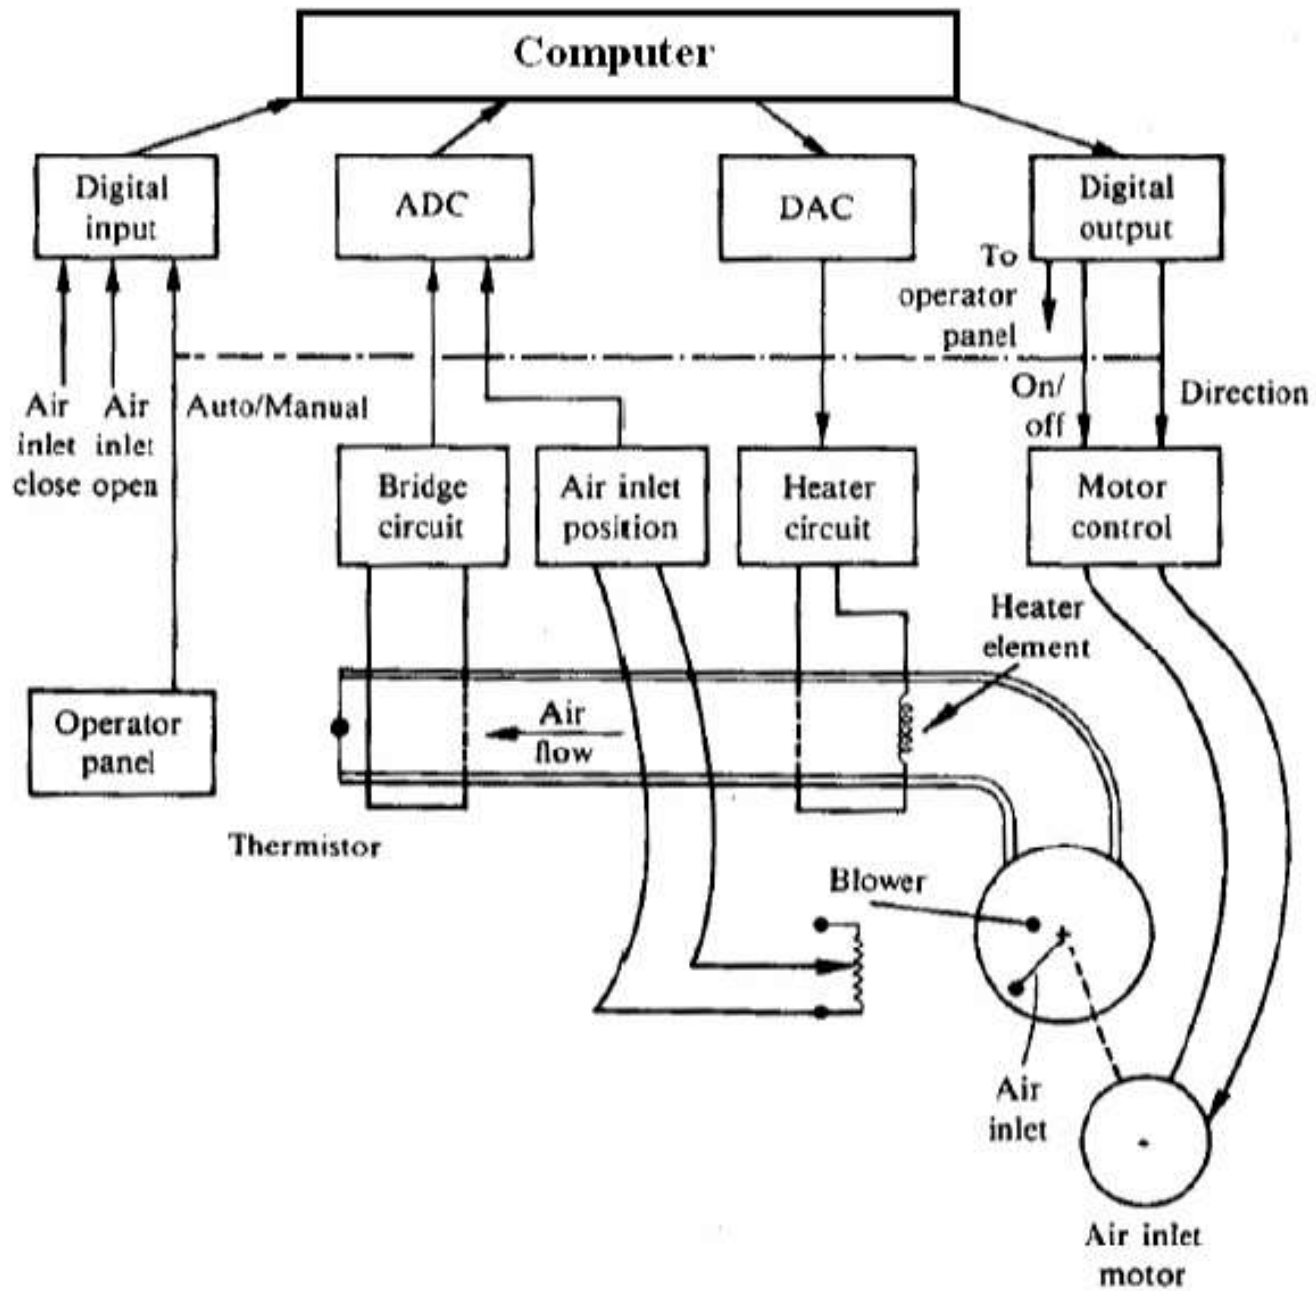 Computer
Digital
input
ADC
DAC
Digital
output
To
operator
panel
Air
inlet
close
Air
inlet
open
Auto/Manual
On/
off
Direction
Bridge
circuit
Air inlet
position
Heater
circuit
Motor
control
Heater
element
Operator
panel
Air
flow
Thermistor
Blower
Air
inlet
Air inlet
motor